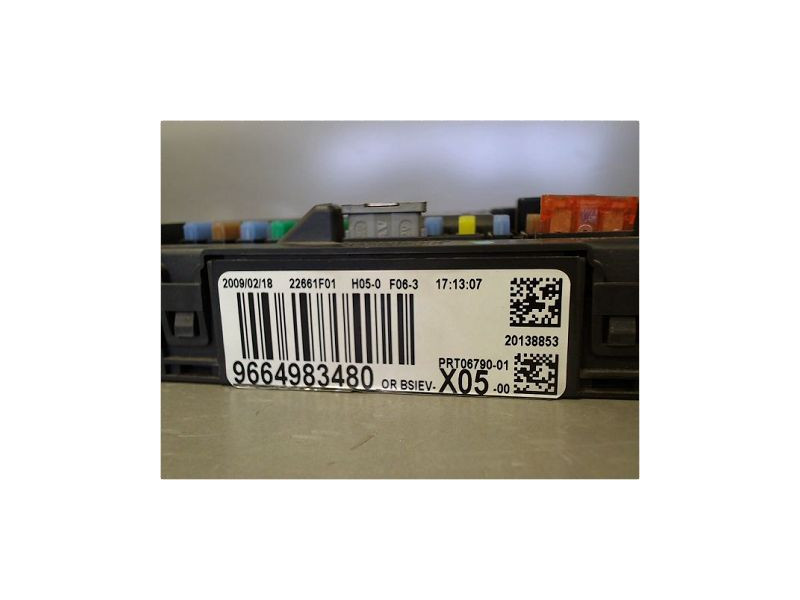 2009/02/18 22661F01 H05-0 F06-3 17:13:07
20138853
PRT06790-01
9664983480 OR BSIEV- X05 -00